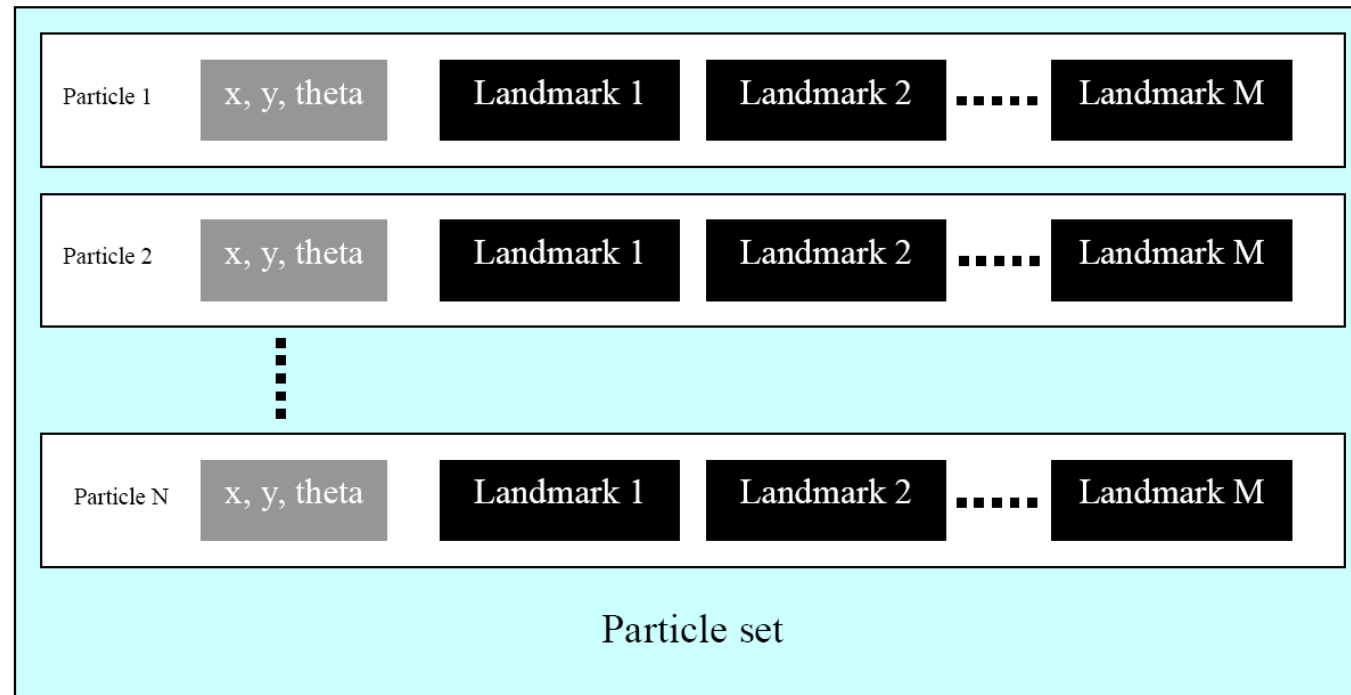 Particle 1 x, y, theta Landmark 1 Landmark 2 Landmark M
Particle 2 x, y, theta Landmark 1 Landmark 2 Landmark M
Particle N x, y, theta Landmark 1 Landmark 2 Landmark M
Particle set